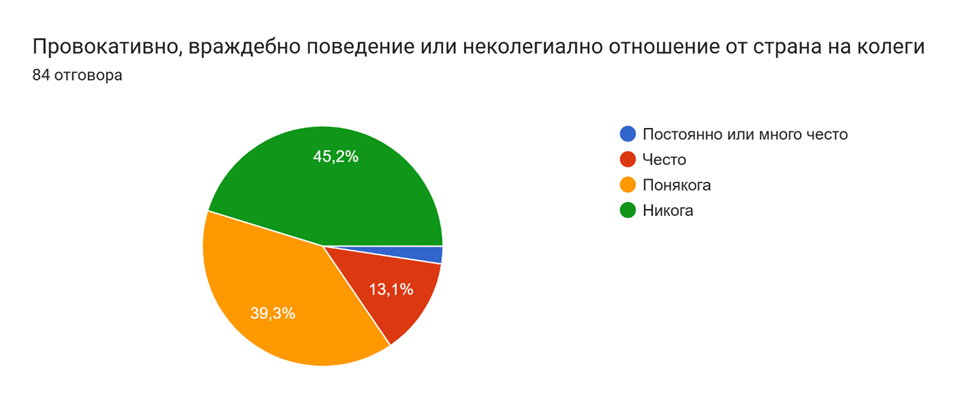 Провокативно, враждебно поведение или неколегиално отношение от страна на колеги
84 отговора
45,2%
13,1%
39,3%
Постоянно или много често
Често
Понякога
Никога